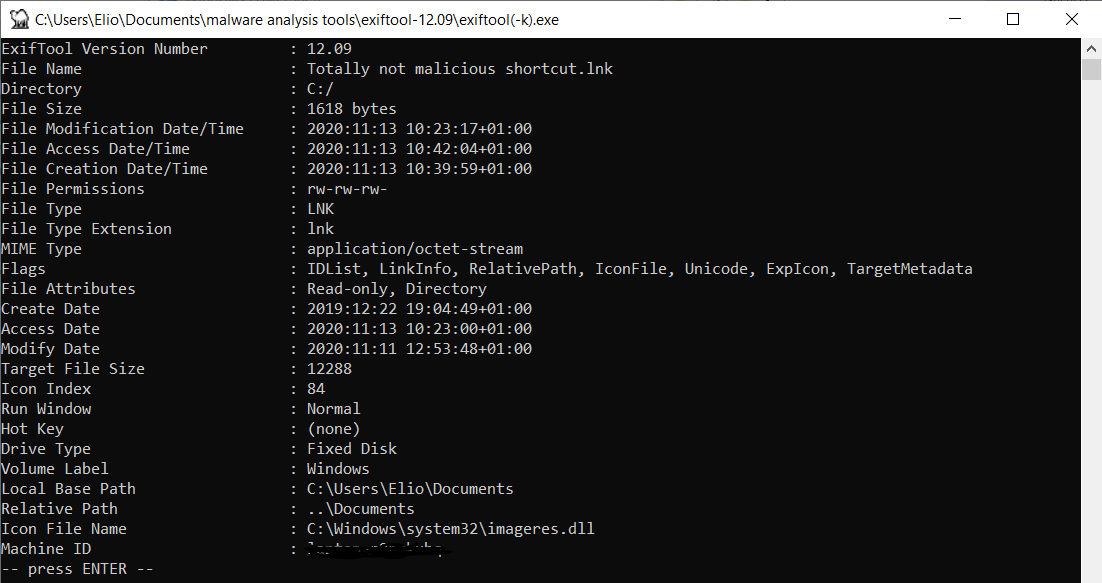 C:\Users\Elio\Documents\malware analysis tools\exiftool-12.09\exiftool(-k).exe
ExifTool Version Number : 12.09
File Name : Totally not malicious shortcut.lnk
Directory : C:/
File Size : 1618 bytes
File Modification Date/Time : 2020:11:13 10:23:17+01:00
File Access Date/Time : 2020:11:13 10:42:04+01:00
File Creation Date/Time : 2020:11:13 10:39:59+01:00
File Permissions : rw-rw-rw-
File Type : LNK
File Type Extension : lnk
MIME Type : application/octet-stream
Flags : IDList, LinkInfo, RelativePath, IconFile, Unicode, ExpIcon, TargetMetadata
File Attributes : Read-only, Directory
Create Date : 2019:12:22 19:04:49+01:00
Access Date : 2020:11:13 10:23:00+01:00
Modify Date : 2020:11:11 12:53:48+01:00
Target File Size : 12288
Icon Index : 84
Run Window : Normal
Hot Key : (none)
Drive Type : Fixed Disk
Volume Label : Windows
Local Base Path : C:\Users\Elio\Documents
Relative Path : ..\Documents
Icon File Name : C:\Windows\system32\imageres.dll
Machine ID :
-- press ENTER --